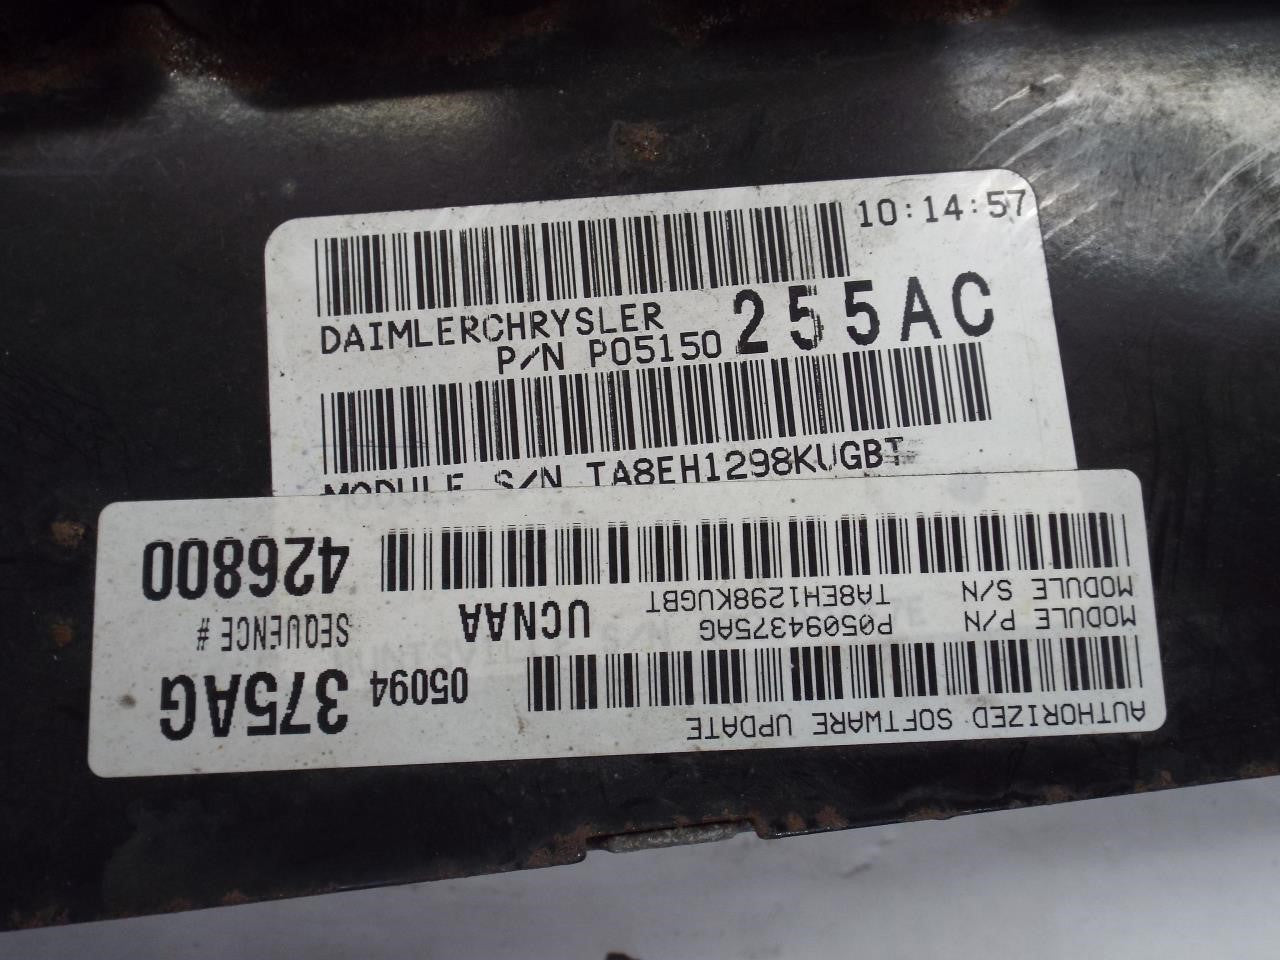 10:14:57
DAIMLERCHRYSLER
P/N P05150 255AC
MODULE S/N TA8EH1298KUGBT
AUTHORIZED SOFTWARE UPDATE
05094 375AG
MODULE P/N P05094375AG
MODULE S/N TA8EH1298KUGBT
UCNAA
SEQUENCE #
426800